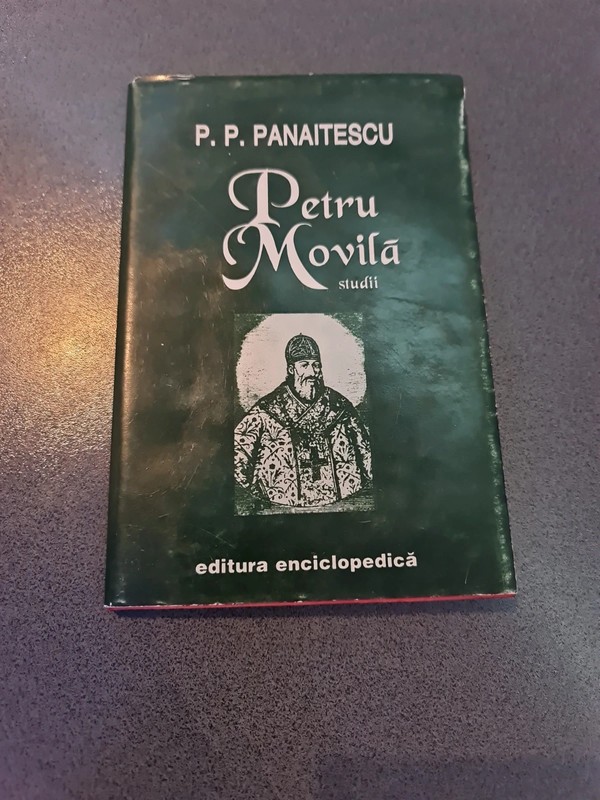 P. P. PANAITESCU
Petru
Movilă
studii
editura enciclopedică